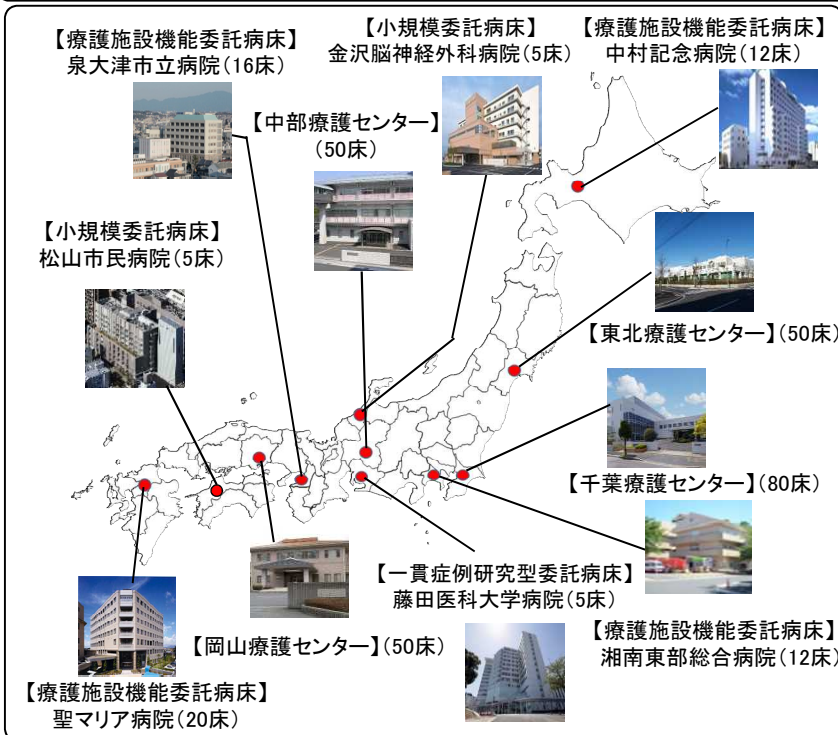 【療護施設機能委託病床】
泉大津市立病院(16床)
【小規模委託病床】
金沢脳神経外科病院(5床)
【療護施設機能委託病床】
中村記念病院(12床)
【中部療護センター】
(50床)
【小規模委託病床】
松山市民病院(5床)
【東北療護センター】(50床)
【千葉療護センター】(80床)
【一貫症例研究型委託病床】
藤田医科大学病院(5床)
【岡山療護センター】(50床)
【療護施設機能委託病床】
湘南東部総合病院(12床)
【療護施設機能委託病床】
聖マリア病院(20床)